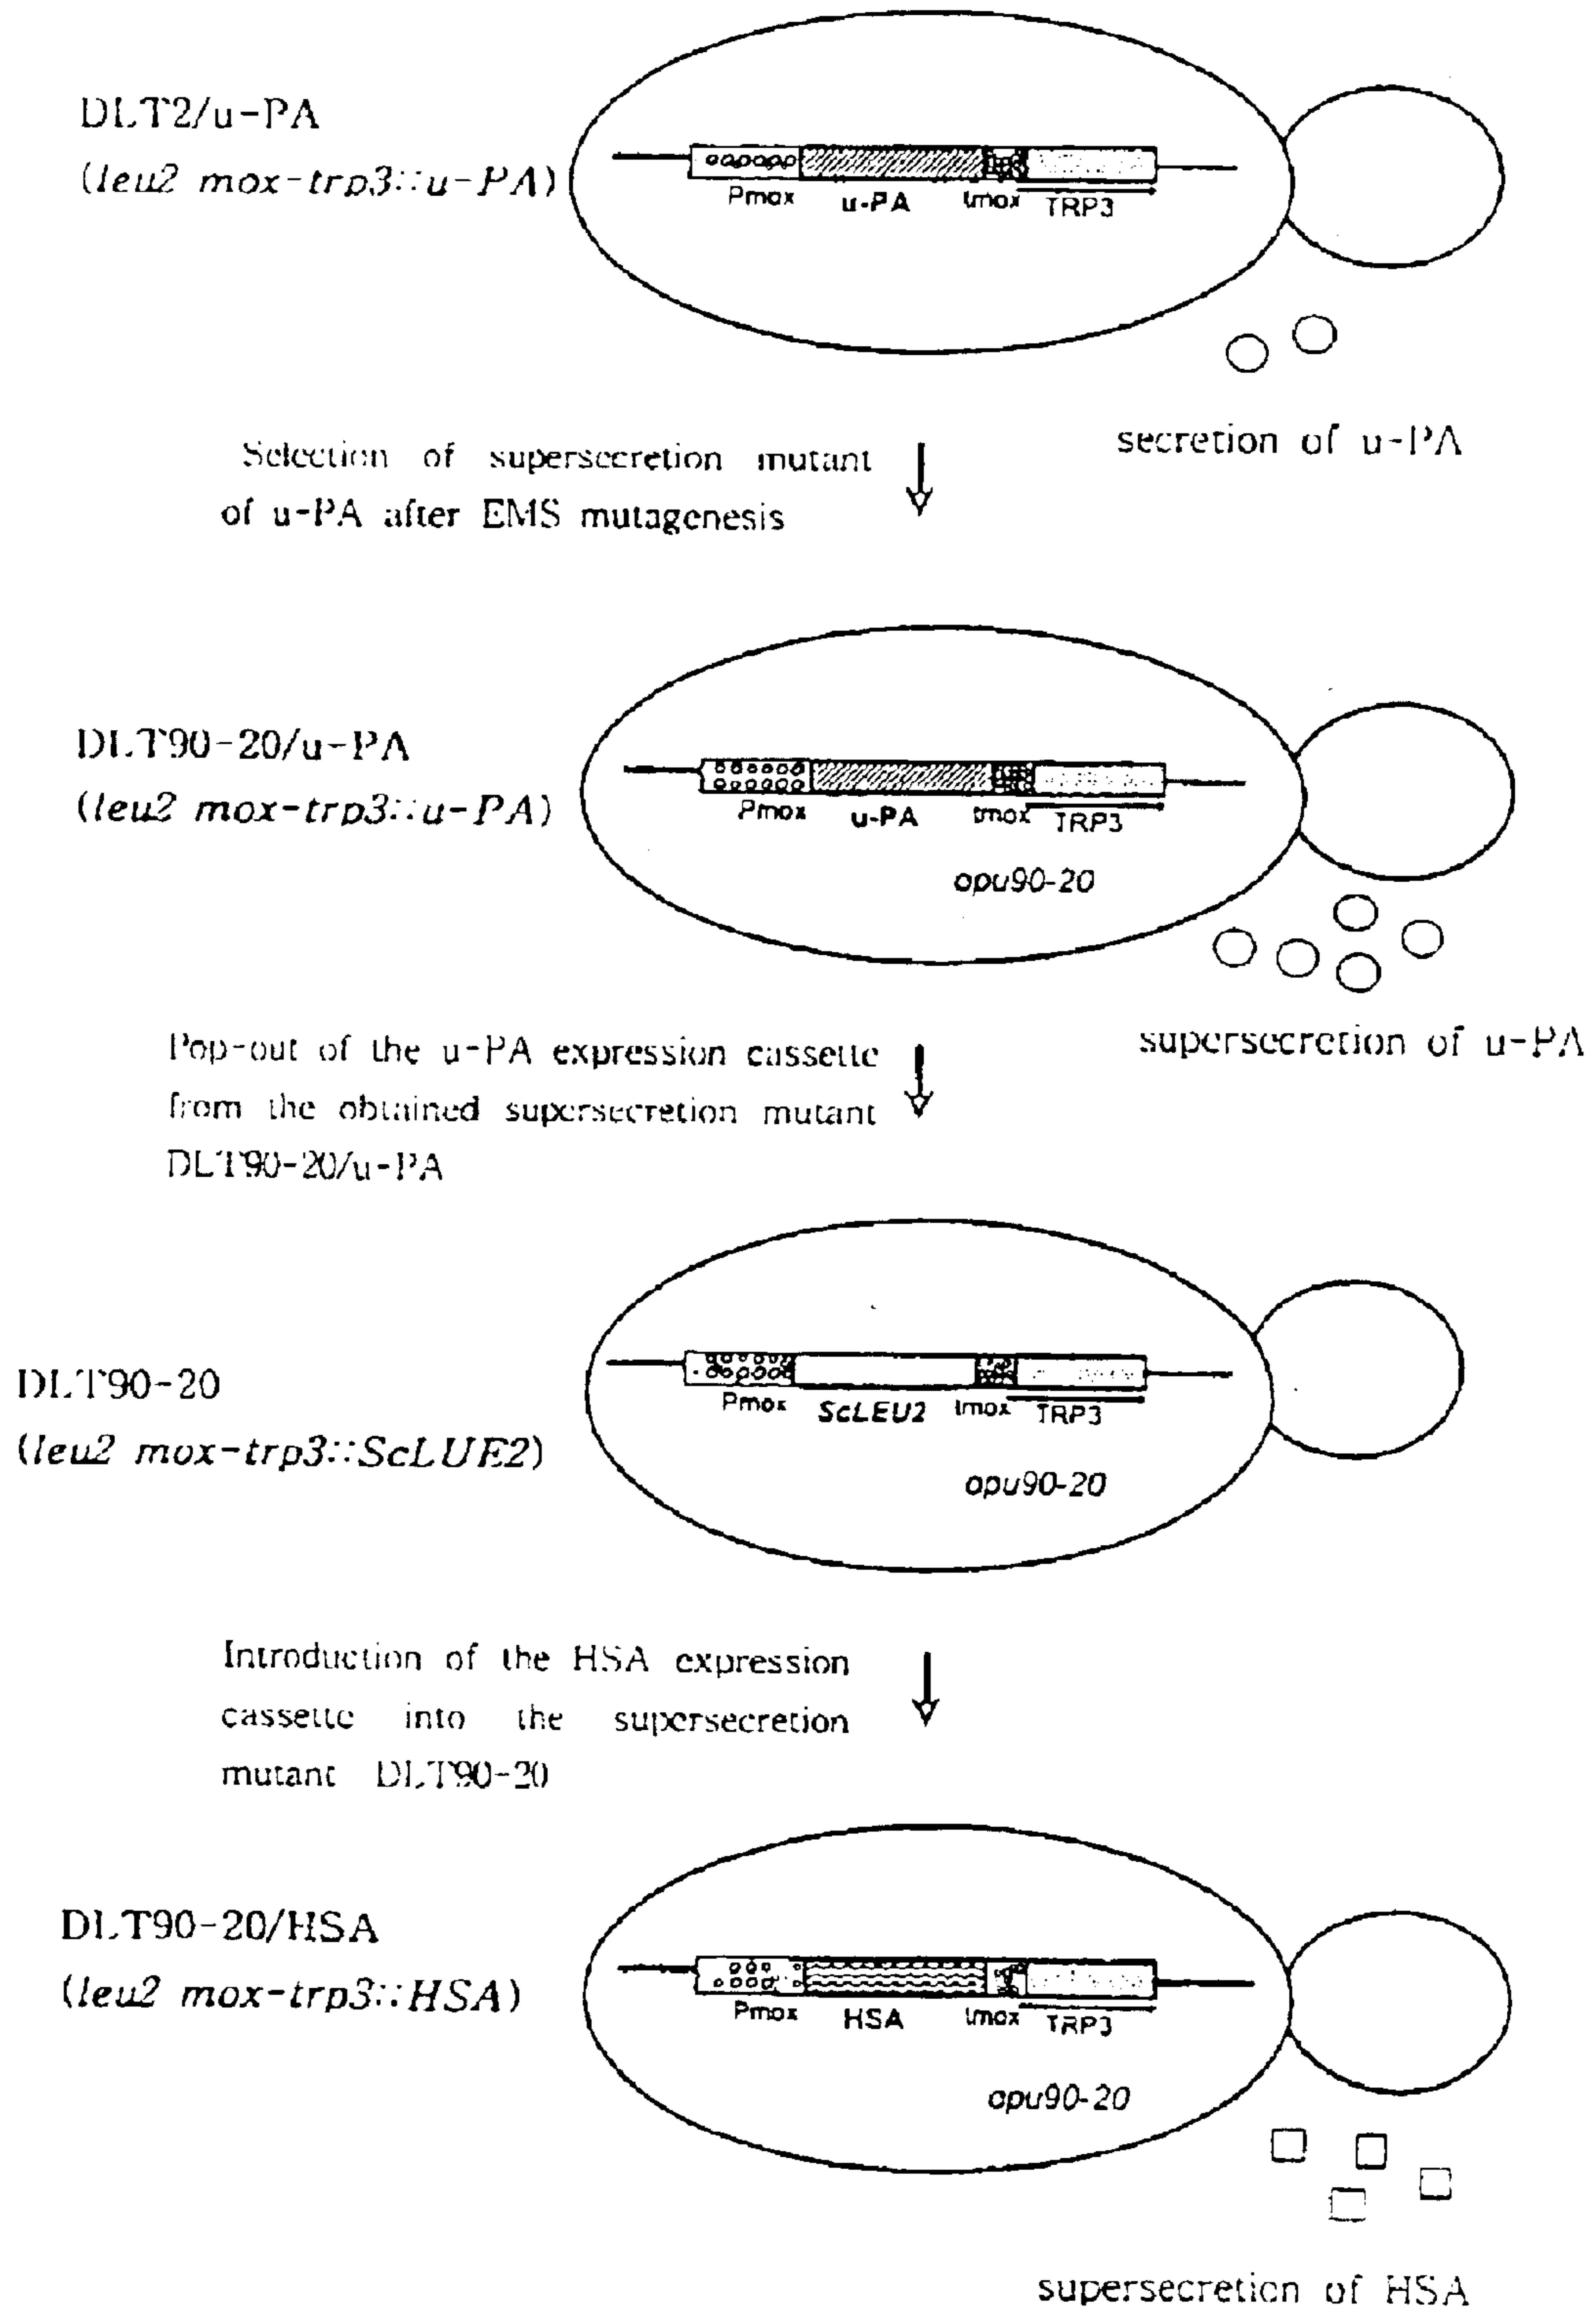 DLT2/u-PA
(leu2 mox-trp3::u-PA)
Pmox u-PA tmox TRP3
secretion of u-PA
Selection of supersecretion mutant
of u-PA after EMS mutagenesis
DLT90-20/u-PA
(leu2 mox-trp3::u-PA)
Pmox u-PA tmox TRP3
opu90-20
supersecretion of u-PA
Pop-out of the u-PA expression cassette
from the obtained supersecretion mutant
DLT90-20/u-PA
DLT90-20
(leu2 mox-trp3::ScLUE2)
Pmox ScLEU2 tmox TRP3
opu90-20
Introduction of the HSA expression
cassette into the supersecretion
mutant DLT90-20
DLT90-20/HSA
(leu2 mox-trp3::HSA)
Pmox HSA tmox TRP3
opu90-20
supersecretion of HSA